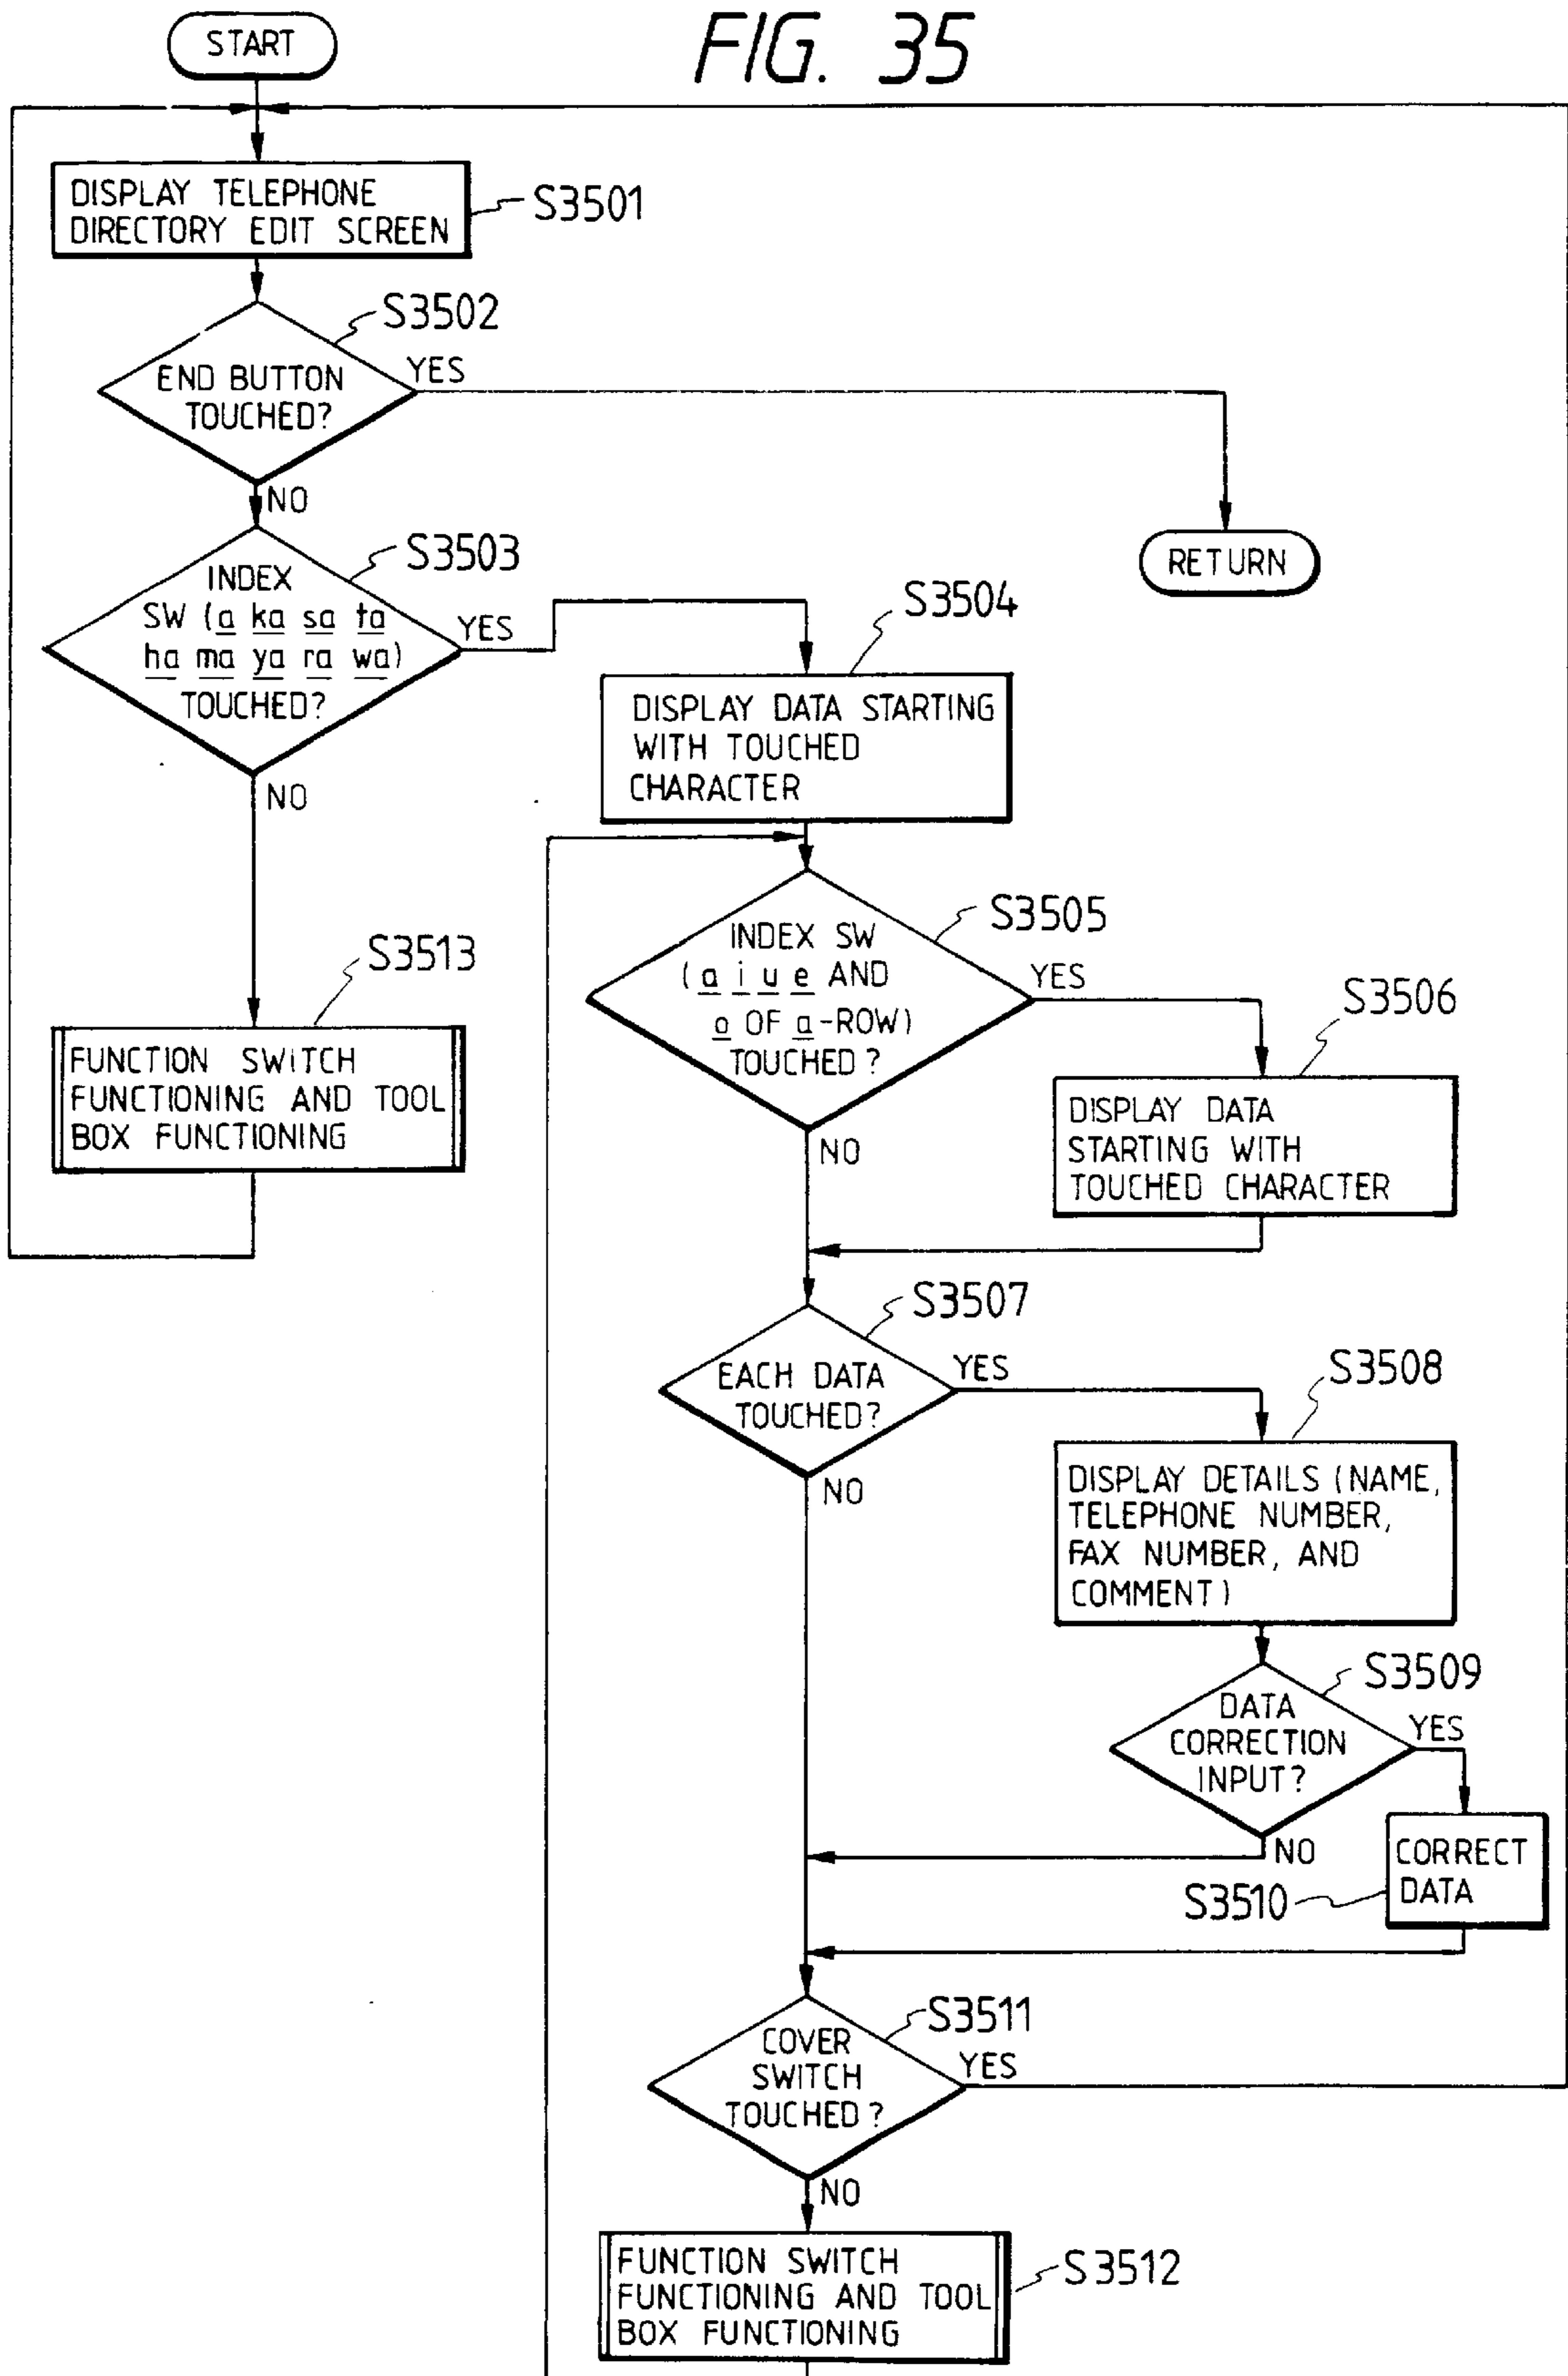 FIG. 35
START
DISPLAY TELEPHONE
DIRECTORY EDIT SCREEN
S3501
S3502
END BUTTON
TOUCHED?
YES
NO
RETURN
S3503
INDEX
SW (a ka sa ta
ha ma ya ra wa)
TOUCHED?
YES
NO
S3504
DISPLAY DATA STARTING
WITH TOUCHED
CHARACTER
S3513
FUNCTION SWITCH
FUNCTIONING AND TOOL
BOX FUNCTIONING
S3505
INDEX SW
(a i u e AND
o OF a-ROW)
TOUCHED?
YES
NO
S3506
DISPLAY DATA
STARTING WITH
TOUCHED CHARACTER
S3507
EACH DATA
TOUCHED?
YES
NO
S3508
DISPLAY DETAILS (NAME,
TELEPHONE NUMBER,
FAX NUMBER, AND
COMMENT)
S3509
DATA
CORRECTION
INPUT?
YES
NO
CORRECT
DATA
S3510
S3511
COVER
SWITCH
TOUCHED?
YES
NO
FUNCTION SWITCH
FUNCTIONING AND TOOL
BOX FUNCTIONING
S3512